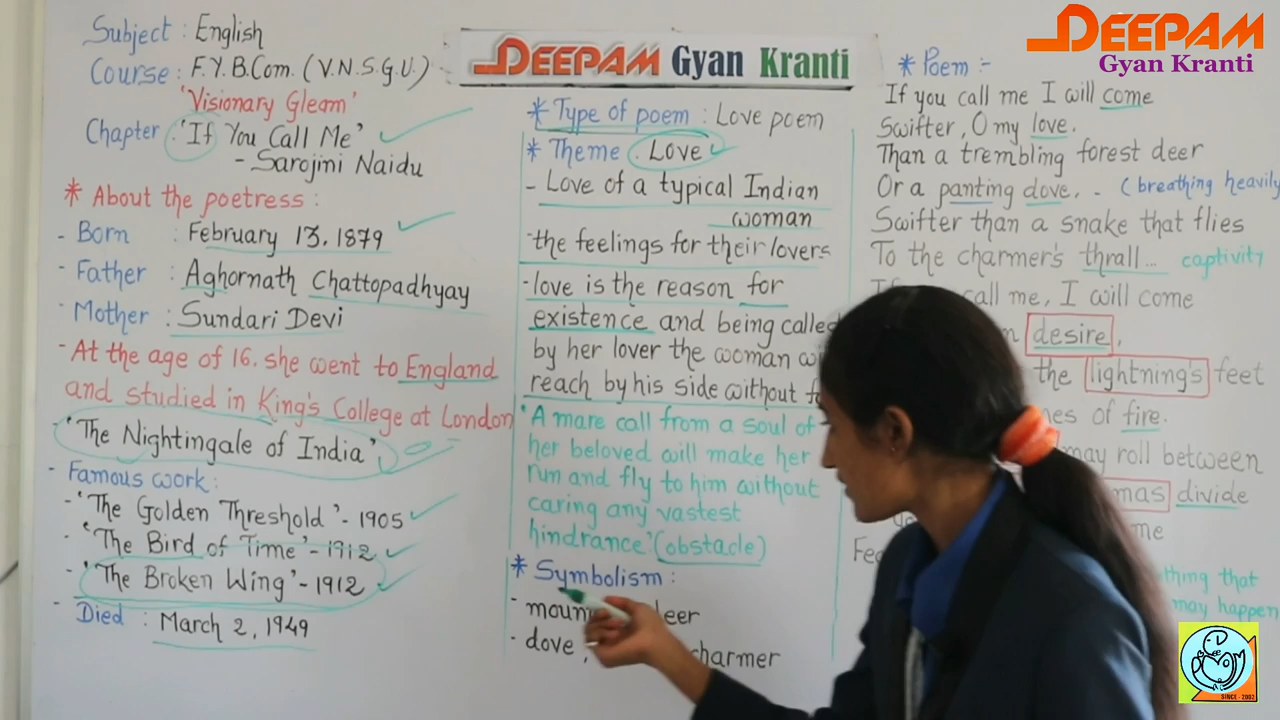 Subject : English
Course : F.Y.B.Com. (V.N.S.G.U.)
'Visionary Gleam'
Chapter : 'If You Call Me'
- Sarojini Naidu
* About the poetress :
- Born : February 13, 1879
- Father : Aghornath Chattopadhyay
- Mother : Sundari Devi
- At the age of 16. she went to England
and studied in King's College at London
- 'The Nightingale of India'
- Famous work :
- 'The Golden Threshold' - 1905
- 'The Bird of Time' - 1912
- 'The Broken Wing' - 1912
- Died : March 2, 1949
DEEPAM Gyan Kranti
* Type of poem : Love poem
* Theme : Love
- Love of a typical Indian
woman
- the feelings for their lovers
- love is the reason for
existence and being called
by her lover the woman
reach by his side without
'A mare call from a soul of
her beloved will make her
run and fly to him without
caring any vastest
hindrance' (obstacle)
* Symbolism :
-
- dove, charmer
DEEPAM
Gyan Kranti
* Poem :-
If you call me I will come
Swifter, O my love.
Than a trembling forest deer
Or a panting dove. - (breathing heavily
Swifter than a snake that flies
To the charmer's thrall... captivity
call me, I will come
desire,
the lightning's feet
of fire.
may roll between
divide
me
that
may happen
SINCE - 2002